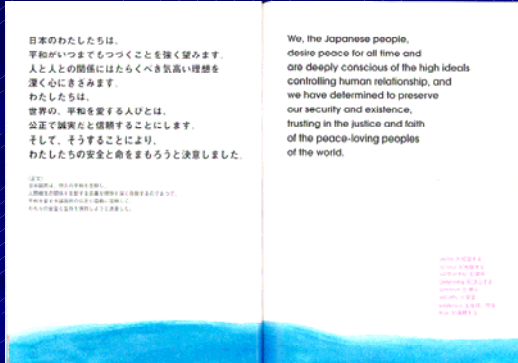 日本のわたしたちは、
平和がいつまでもつづくことを強く望みます。
人と人との関係にはたらくべき気高い理想を
深く心にきざみます。
わたしたちは、
世界の、平和を愛する人びとは、
公正で誠実だと信頼することにします。
そして、そうすることにより、
わたしたちの安全と命をまもろうと決意しました。
We, the Japanese people,
desire peace for all time and
are deeply conscious of the high ideals
controlling human relationship, and
we have determined to preserve
our security and existence,
trusting in the justice and faith
of the peace-loving peoples
of the world.